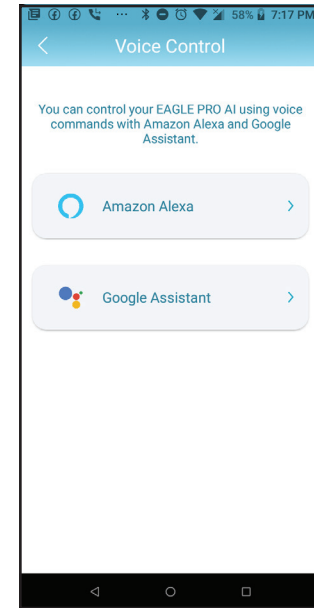 58% 7:17 PM
Voice Control
You can control your EAGLE PRO AI using voice
commands with Amazon Alexa and Google
Assistant.
Amazon Alexa
Google Assistant